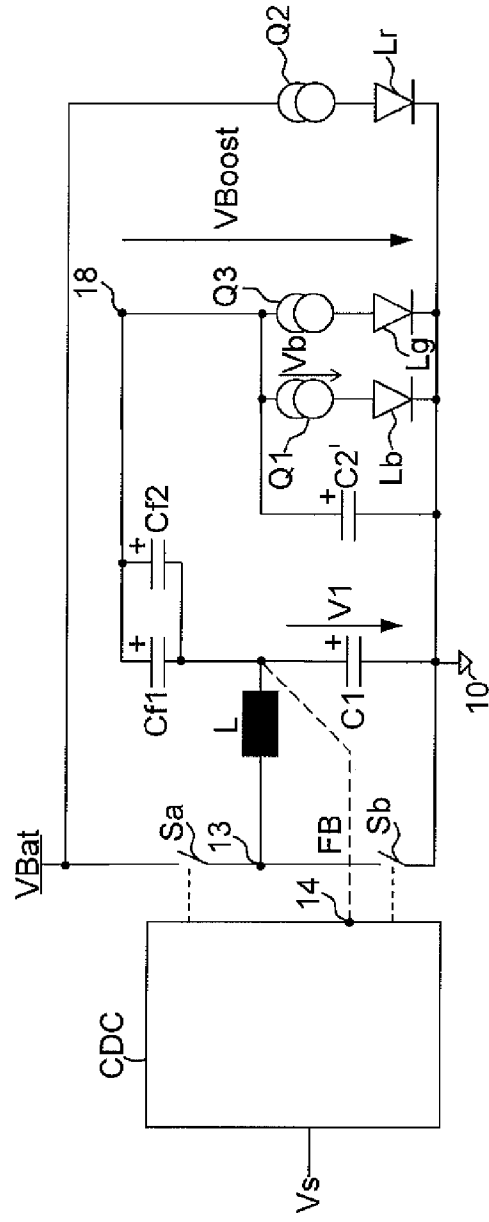 VBat
Q2
Lr
VBoost
18
Q3
Vb
Lg
Q1
Lb
+
C2'
+
Cf2
+
Cf1
V1
+
C1
10
L
Sa
13
FB
Sb
14
CDC
Vs